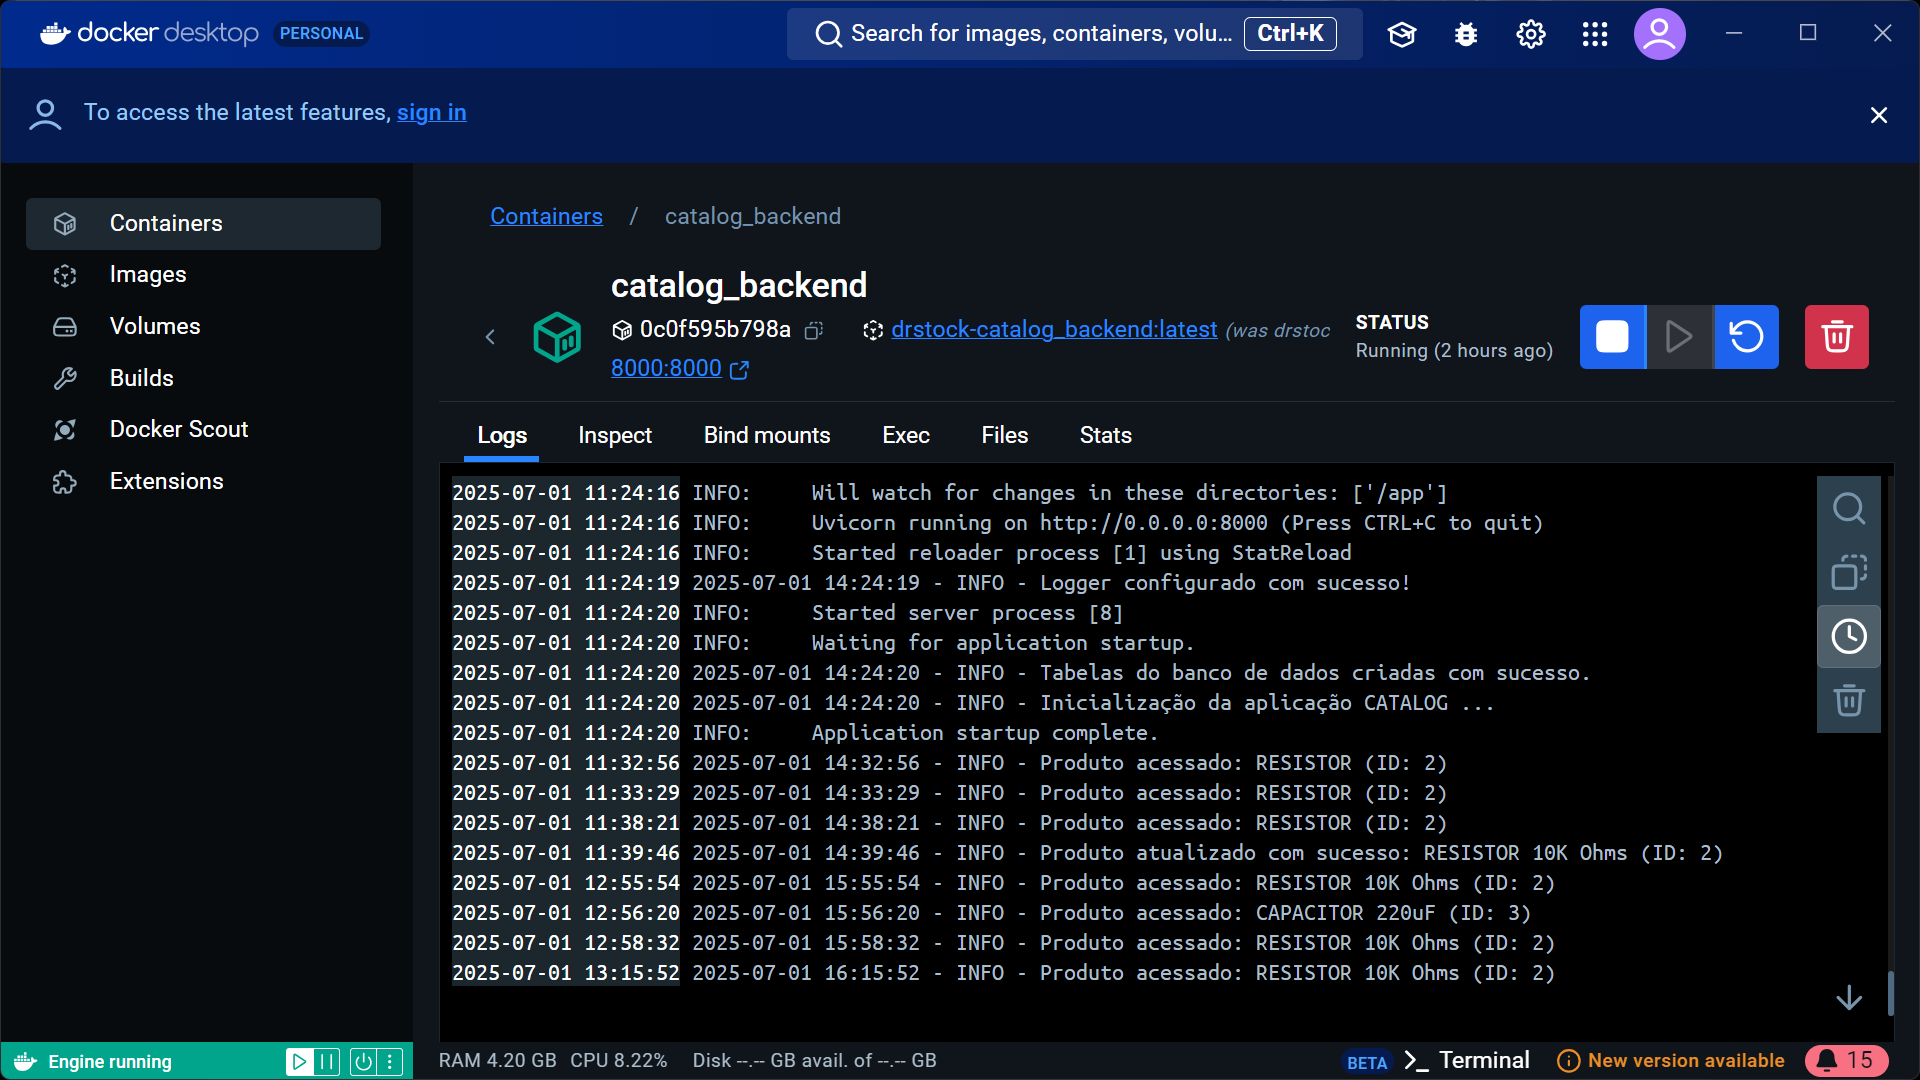 docker desktop PERSONAL
Search for images, containers, volu... Ctrl+K
To access the latest features, sign in
Containers
Images
Volumes
Builds
Docker Scout
Extensions
Containers / catalog_backend
catalog_backend
0c0f595b798a drstock-catalog_backend:latest (was drstoc
8000:8000
STATUS
Running (2 hours ago)
Logs Inspect Bind mounts Exec Files Stats
2025-07-01 11:24:16 INFO:     Will watch for changes in these directories: ['/app']
2025-07-01 11:24:16 INFO:     Uvicorn running on http://0.0.0.0:8000 (Press CTRL+C to quit)
2025-07-01 11:24:16 INFO:     Started reloader process [1] using StatReload
2025-07-01 11:24:19 2025-07-01 14:24:19 - INFO - Logger configurado com sucesso!
2025-07-01 11:24:20 INFO:     Started server process [8]
2025-07-01 11:24:20 INFO:     Waiting for application startup.
2025-07-01 11:24:20 2025-07-01 14:24:20 - INFO - Tabelas do banco de dados criadas com sucesso.
2025-07-01 11:24:20 2025-07-01 14:24:20 - INFO - Inicialização da aplicação CATALOG ...
2025-07-01 11:24:20 INFO:     Application startup complete.
2025-07-01 11:32:56 2025-07-01 14:32:56 - INFO - Produto acessado: RESISTOR (ID: 2)
2025-07-01 11:33:29 2025-07-01 14:33:29 - INFO - Produto acessado: RESISTOR (ID: 2)
2025-07-01 11:38:21 2025-07-01 14:38:21 - INFO - Produto acessado: RESISTOR (ID: 2)
2025-07-01 11:39:46 2025-07-01 14:39:46 - INFO - Produto atualizado com sucesso: RESISTOR 10K Ohms (ID: 2)
2025-07-01 12:55:54 2025-07-01 15:55:54 - INFO - Produto acessado: RESISTOR 10K Ohms (ID: 2)
2025-07-01 12:56:20 2025-07-01 15:56:20 - INFO - Produto acessado: CAPACITOR 220uF (ID: 3)
2025-07-01 12:58:32 2025-07-01 15:58:32 - INFO - Produto acessado: RESISTOR 10K Ohms (ID: 2)
2025-07-01 13:15:52 2025-07-01 16:15:52 - INFO - Produto acessado: RESISTOR 10K Ohms (ID: 2)
Engine running
RAM 4.20 GB CPU 8.22% Disk --.-- GB avail. of --.-- GB
BETA >_ Terminal
New version available
15